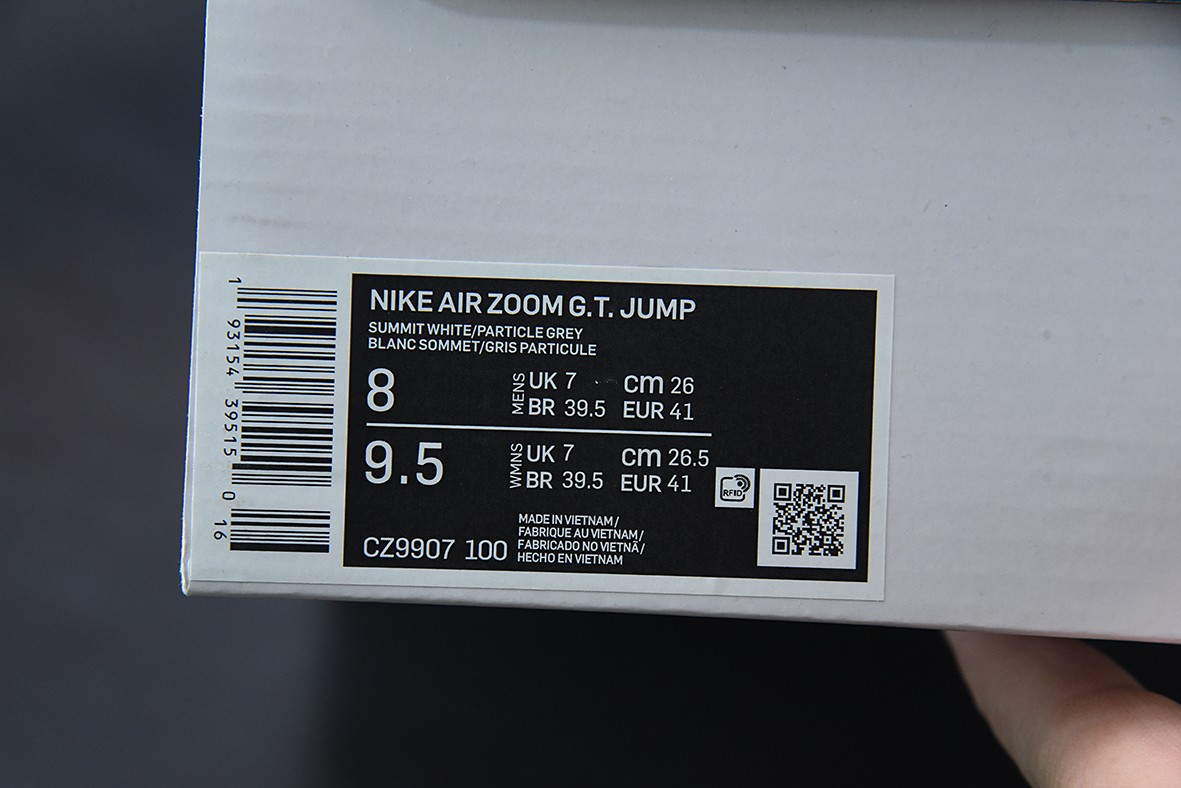 NIKE AIR ZOOM G.T. JUMP
SUMMIT WHITE/PARTICLE GREY
BLANC SOMMET/GRIS PARTICULE
8 MENS UK 7 cm 26
BR 39.5 EUR 41
9.5 WMNS UK 7 cm 26.5
BR 39.5 EUR 41
RFID
CZ9907 100
MADE IN VIETNAM/
FABRIQUE AU VIETNAM/
FABRICADO NO VIETNÃ/
HECHO EN VIETNAM
1 93154 39515 0 16